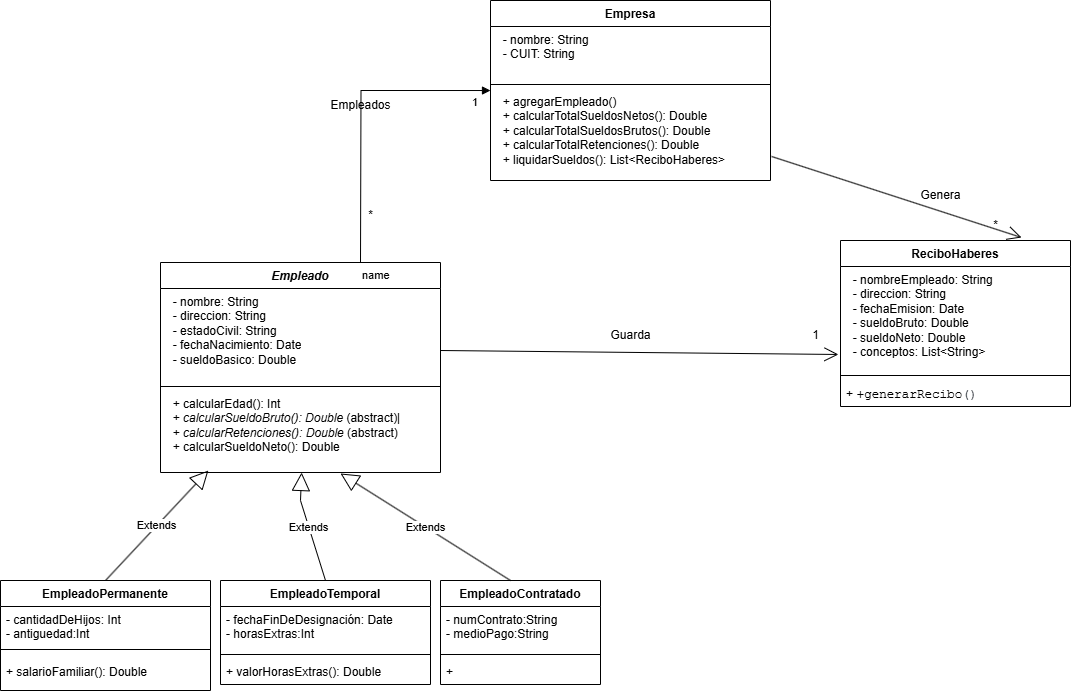 Empresa
- nombre: String
- CUIT: String
+ agregarEmpleado()
+ calcularTotalSueldosNetos(): Double
+ calcularTotalSueldosBrutos(): Double
+ calcularTotalRetenciones(): Double
+ liquidarSueldos(): List<ReciboHaberes>
Empleados
1
*
Genera
*
Empleado
name
- nombre: String
- direccion: String
- estadoCivil: String
- fechaNacimiento: Date
- sueldoBasico: Double
+ calcularEdad(): Int
+ calcularSueldoBruto(): Double (abstract)|
+ calcularRetenciones(): Double (abstract)
+ calcularSueldoNeto(): Double
Guarda
1
ReciboHaberes
- nombreEmpleado: String
- direccion: String
- fechaEmision: Date
- sueldoBruto: Double
- sueldoNeto: Double
- conceptos: List<String>
+ +generarRecibo()
Extends
Extends
Extends
EmpleadoPermanente
- cantidadDeHijos: Int
- antiguedad:Int
+ salarioFamiliar(): Double
EmpleadoTemporal
- fechaFinDeDesignación: Date
- horasExtras:Int
+ valorHorasExtras(): Double
EmpleadoContratado
- numContrato:String
- medioPago:String
+